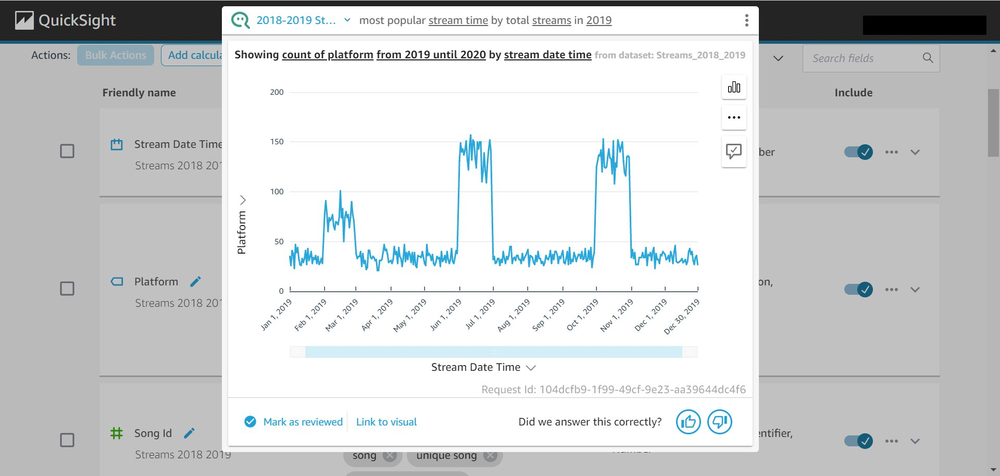 QuickSight
2018-2019 St...
most popular stream time by total streams in 2019
Actions:
Bulk Actions
Search fields
Showing count of platform from 2019 until 2020 by stream date time from dataset: Streams_2018_2019
Friendly name
Include
Stream Date Time
Streams 2018 201
ber
Platform
Streams 2018 201
on,
Song Id
Streams 2018 2019
entifier,
200
150
100
50
0
Platform
Jan 1, 2019
Feb 1, 2019
Mar 1, 2019
Apr 1, 2019
May 1, 2019
Jun 1, 2019
Jul 1, 2019
Aug 1, 2019
Sep 1, 2019
Oct 1, 2019
Nov 1, 2019
Dec 1, 2019
Dec 30, 2019
Stream Date Time
Request Id: 104dcfb9-1f99-49cf-9e23-aa39644dc4f6
Mark as reviewed
Link to visual
Did we answer this correctly?
song
unique song